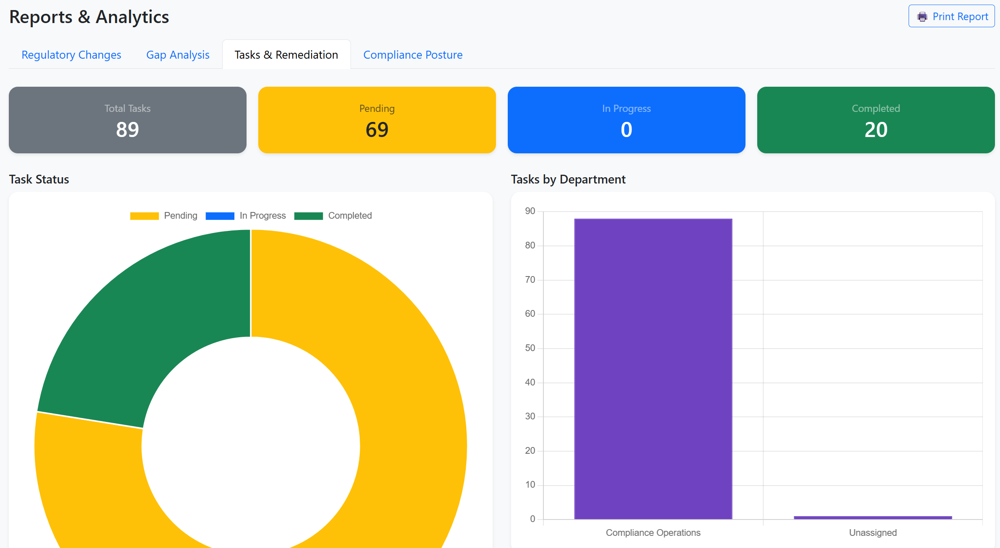 Reports & Analytics
Print Report
Regulatory Changes
Gap Analysis
Tasks & Remediation
Compliance Posture
Total Tasks
89
Pending
69
In Progress
0
Completed
20
Task Status
Pending
In Progress
Completed
Tasks by Department
90
80
70
60
50
40
30
20
10
0
Compliance Operations
Unassigned